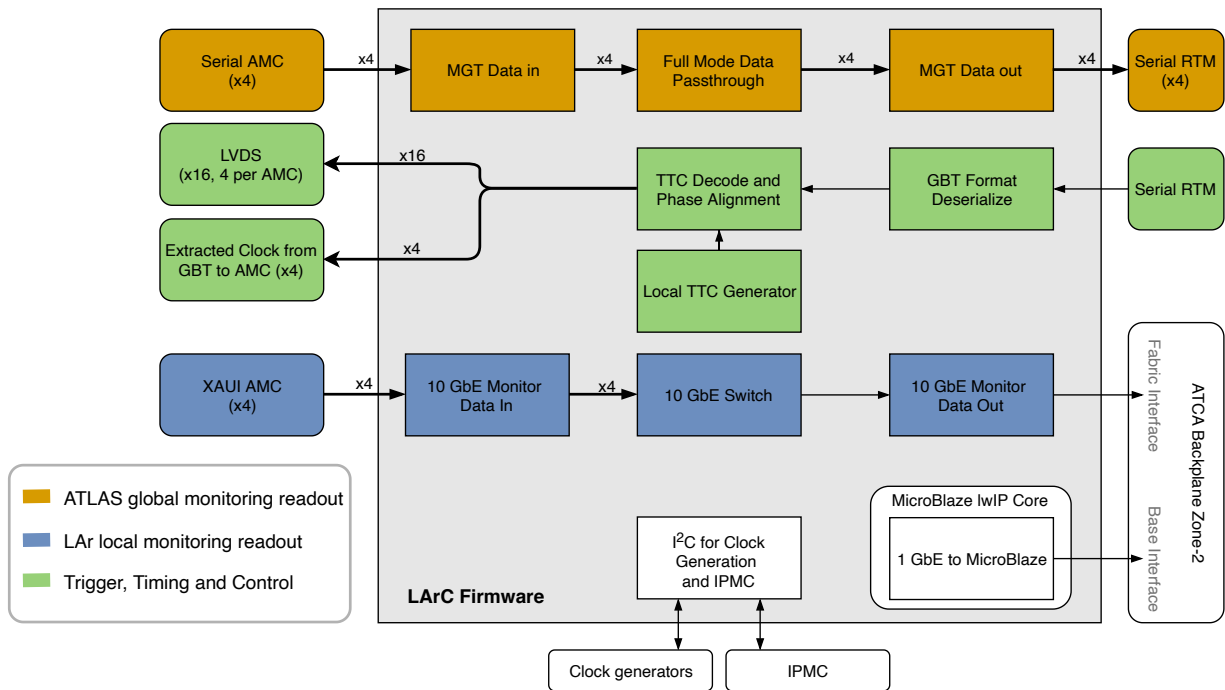 Serial AMC
(x4)
x4
MGT Data in
x4
Full Mode Data
Passthrough
x4
MGT Data out
x4
Serial RTM
(x4)
LVDS
(x16, 4 per AMC)
x16
TTC Decode and
Phase Alignment
GBT Format
Deserialize
Serial RTM
Extracted Clock from
GBT to AMC (x4)
x4
Local TTC Generator
XAUI AMC
(x4)
x4
10 GbE Monitor
Data In
x4
10 GbE Switch
10 GbE Monitor
Data Out
Fabric Interface
ATCA Backplane Zone-2
Base Interface
ATLAS global monitoring readout
LAr local monitoring readout
Trigger, Timing and Control
LArC Firmware
I²C for Clock
Generation
and IPMC
MicroBlaze lwIP Core
1 GbE to MicroBlaze
Clock generators
IPMC